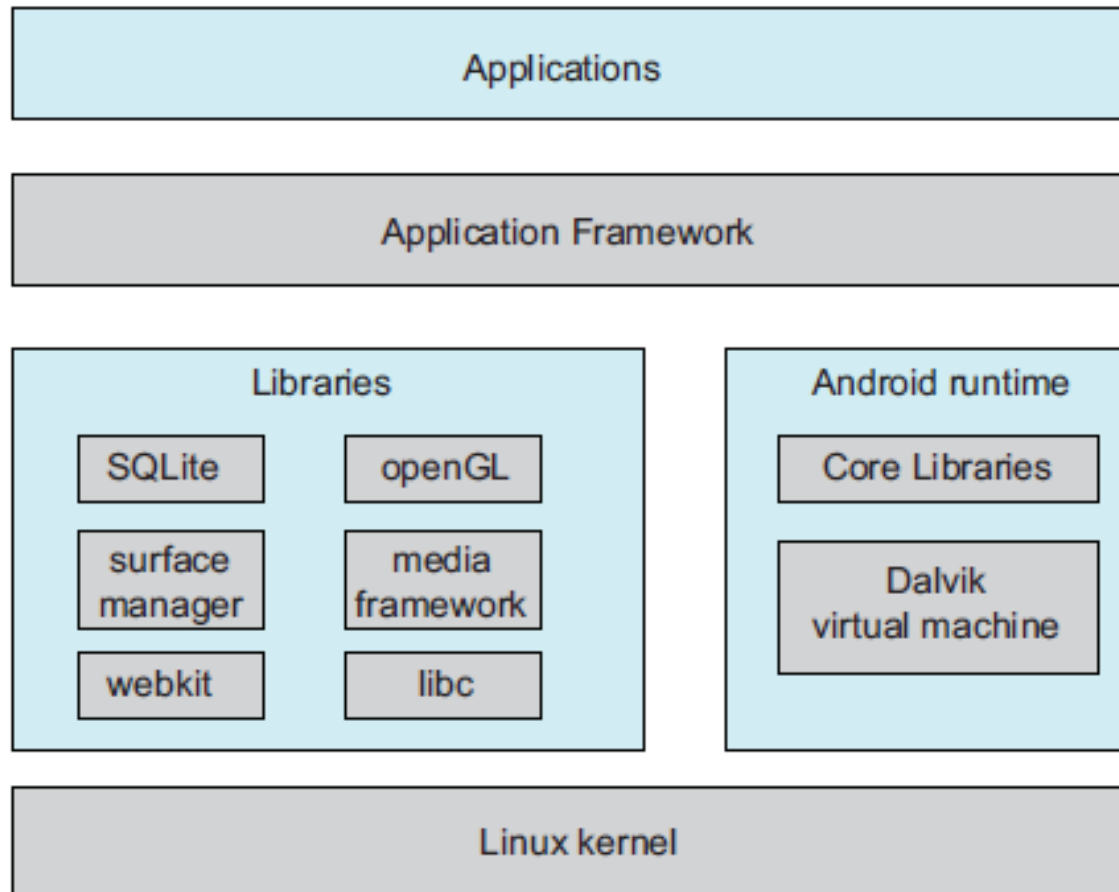 Applications
Application Framework
Libraries
SQLite
openGL
surface
manager
media
framework
webkit
libc
Android runtime
Core Libraries
Dalvik
virtual machine
Linux kernel